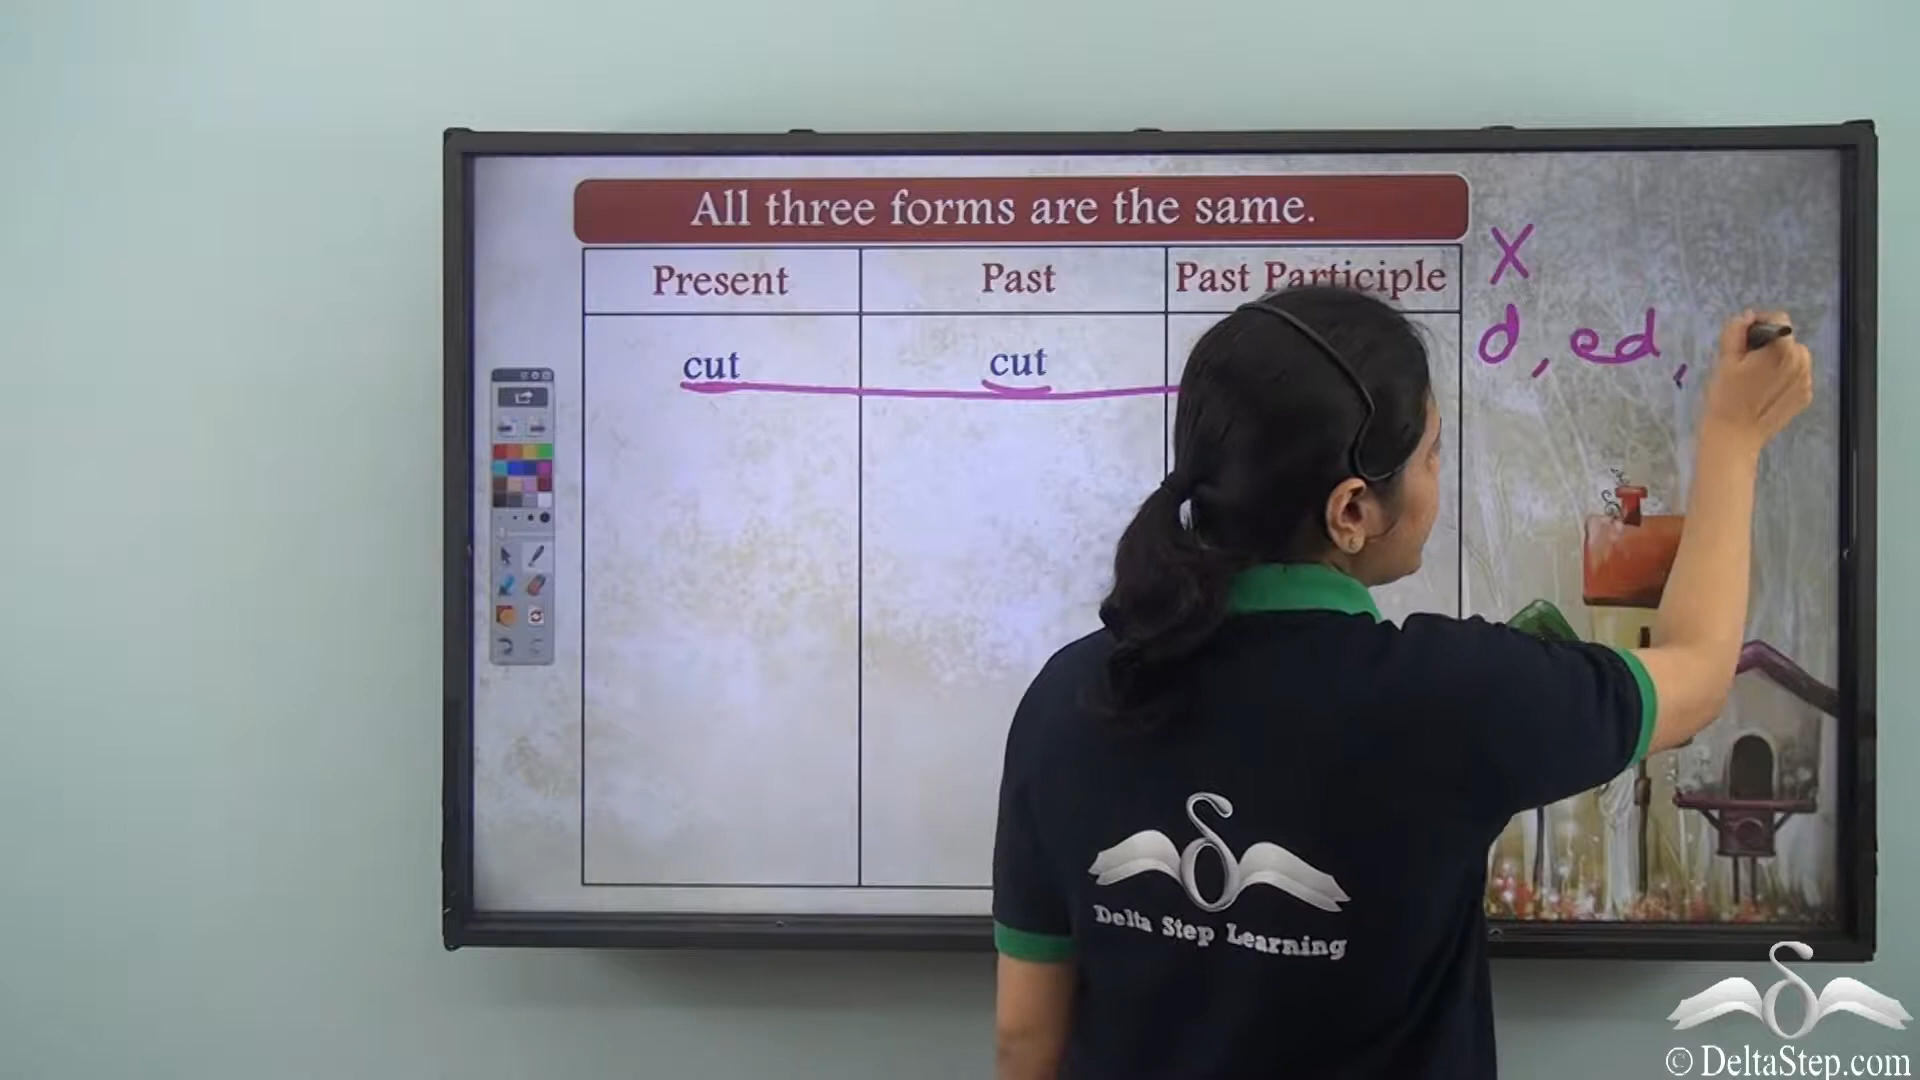 All three forms are the same.
Present Past Past Participle X
cut cut d, ed,
Delta Step Learning
© DeltaStep.com